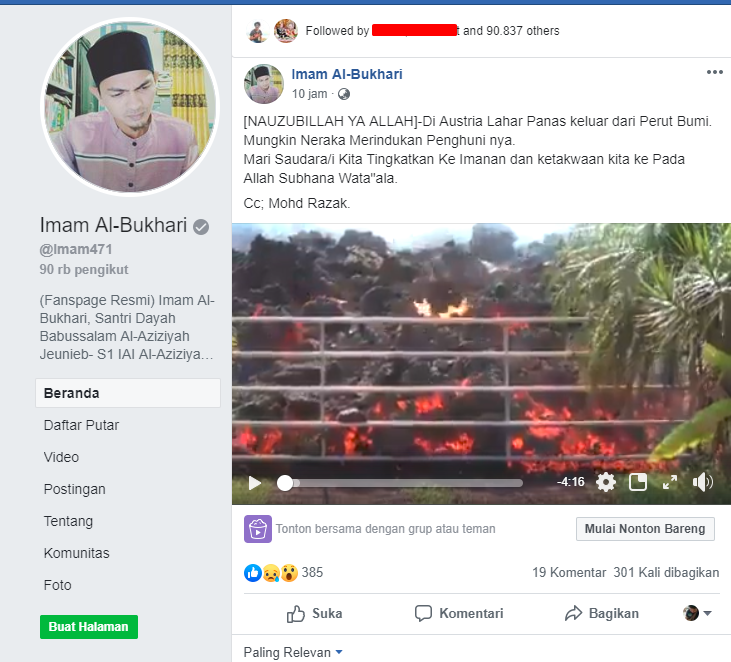 Followed by
t and 90.837 others
Imam Al-Bukhari
10 jam ·
[NAUZUBILLAH YA ALLAH]-Di Austria Lahar Panas keluar dari Perut Bumi.
Mungkin Neraka Merindukan Penghuni nya.
Mari Saudara/i Kita Tingkatkan Ke Imanan dan ketakwaan kita ke Pada
Allah Subhana Wata"ala.
Cc; Mohd Razak.
-4:16
Tonton bersama dengan grup atau teman
Mulai Nonton Bareng
385
19 Komentar 301 Kali dibagikan
Suka
Komentari
Bagikan
Paling Relevan
Imam Al-Bukhari
@Imam471
90 rb pengikut
(Fanspage Resmi) Imam Al-
Bukhari, Santri Dayah
Babussalam Al-Aziziyah
Jeunieb- S1 IAI Al-Aziziya...
Beranda
Daftar Putar
Video
Postingan
Tentang
Komunitas
Foto
Buat Halaman